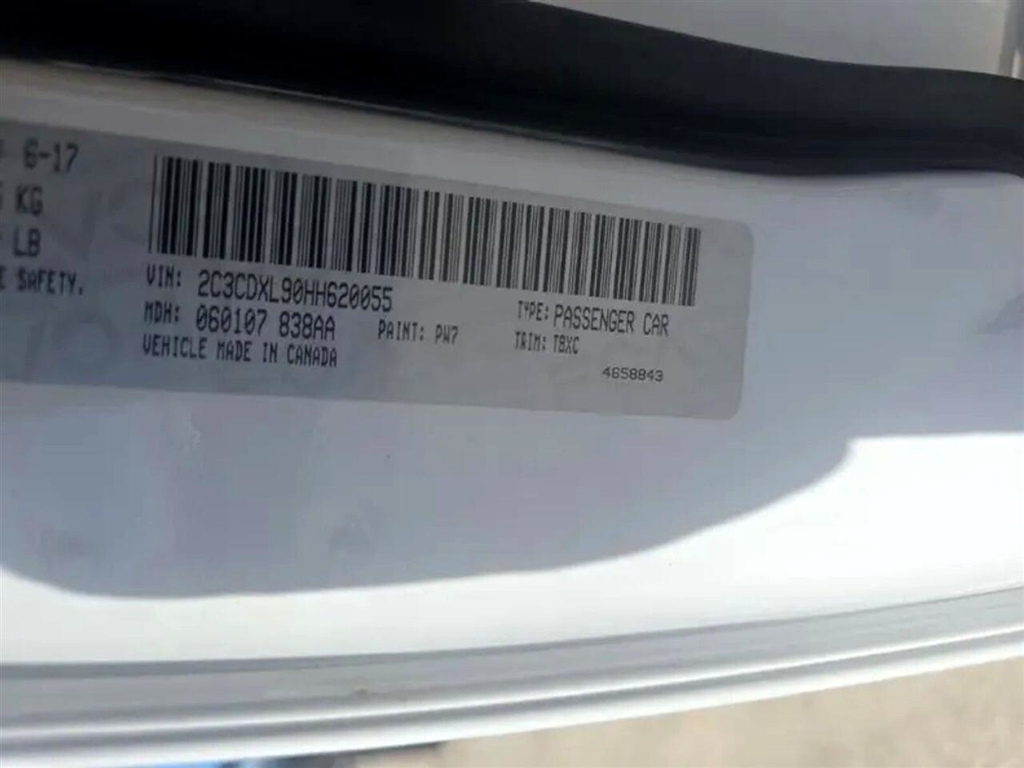 6-17
KG
LB
SAFETY.
VIN: 2C3CDXL90HH620055
TYPE: PASSENGER CAR
MDH: 060107 838AA
PAINT: PW7
TRIM: TBXC
VEHICLE MADE IN CANADA
4658843